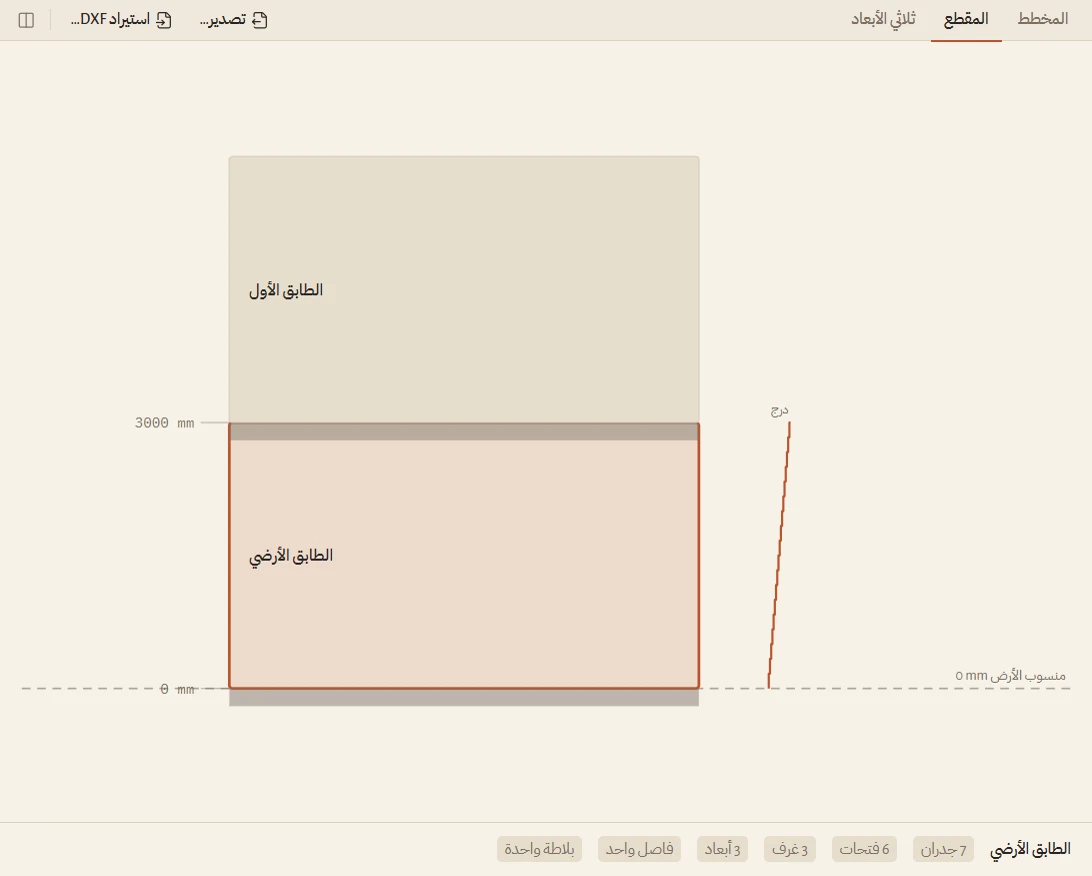 المخطط
المقطع
ثلاثي الأبعاد
تصدير...
استيراد DXF...
الطابق الأول
3000 mm
درج
الطابق الأرضي
منسوب الأرض 0 mm
0 mm
الطابق الأرضي
7 جدران
6 فتحات
3 غرف
3 أبعاد
فاصل واحد
بلاطة واحدة